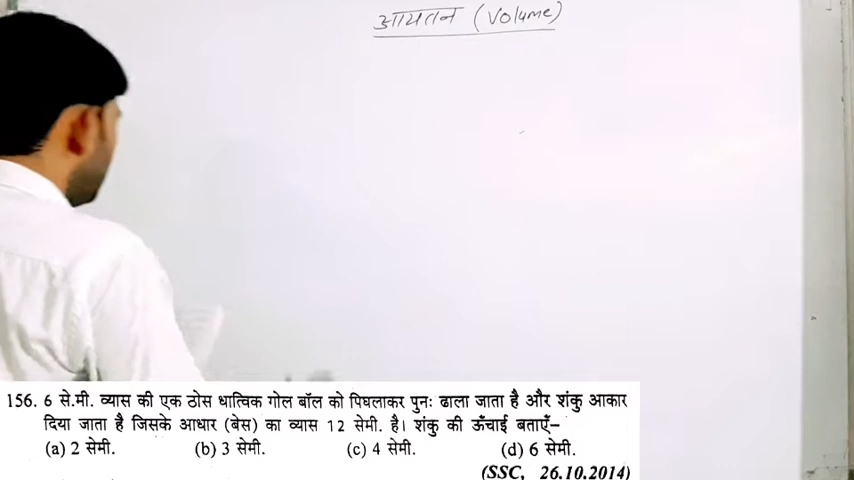 आयतन (Volume)
156. 6 से.मी. व्यास की एक ठोस धात्विक गोल बॉल को पिघलाकर पुनः ढाला जाता है और शंकु आकार
दिया जाता है जिसके आधार (बेस) का व्यास 12 सेमी. है। शंकु की ऊँचाई बताएँ–
(a) 2 सेमी. (b) 3 सेमी. (c) 4 सेमी. (d) 6 सेमी.
(SSC, 26.10.2014)